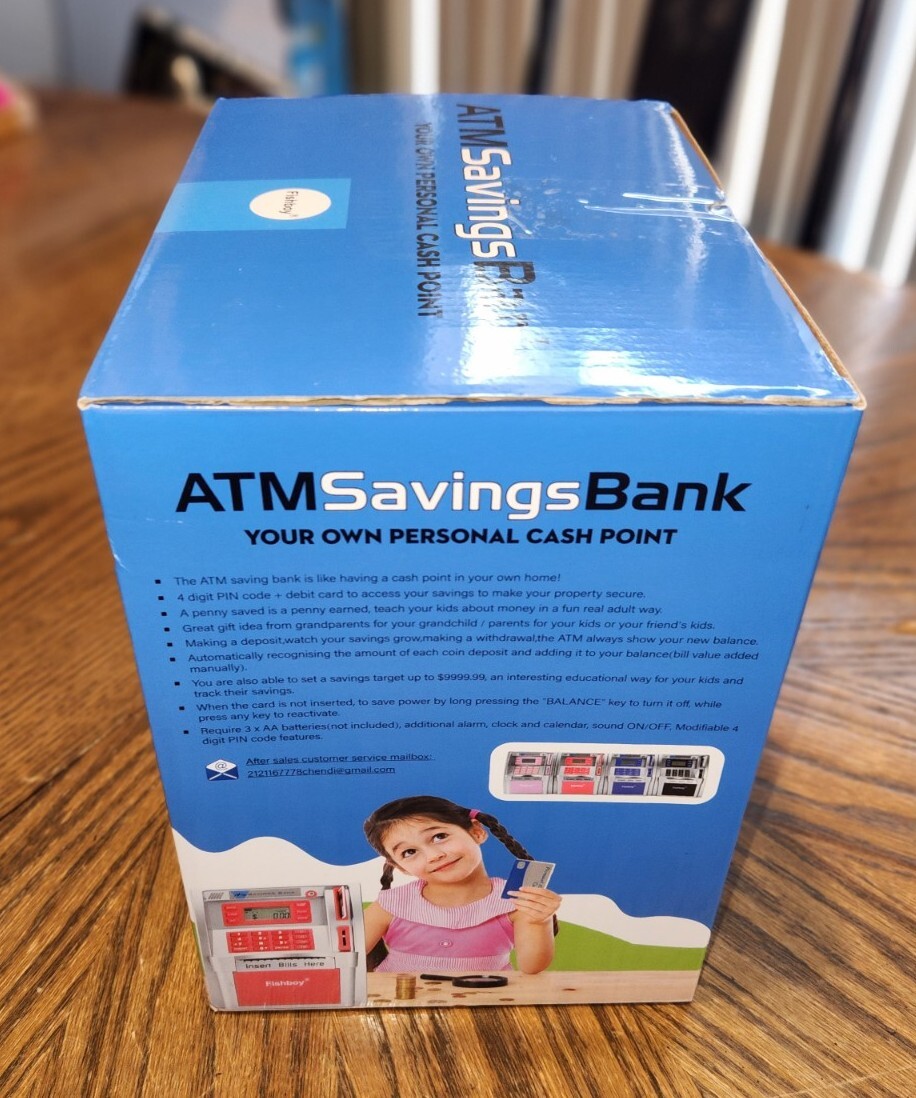 ATMSavings
YOUR OWN PERSONAL CASH POINT
Fishboy®
ATMSavingsBank
YOUR OWN PERSONAL CASH POINT
▪ The ATM saving bank is like having a cash point in your own home!
▪ 4 digit PIN code + debit card to access your savings to make your property secure.
▪ A penny saved is a penny earned, teach your kids about money in a fun real adult way.
▪ Great gift idea from grandparents for your grandchild / parents for your kids or your friend's kids.
▪ Making a deposit,watch your savings grow,making a withdrawal,the ATM always show your new balance.
▪ Automatically recognising the amount of each coin deposit and adding it to your balance(bill value added
manually).
▪ You are also able to set a savings target up to $9999.99, an interesting educational way for your kids and
track their savings.
▪ When the card is not inserted, to save power by long pressing the "BALANCE" key to turn it off, while
press any key to reactivate.
▪ Require 3 x AA batteries(not included), additional alarm, clock and calendar, sound ON/OFF, Modifiable 4
digit PIN code features.
@
After sales customer service mailbox:
2121167778chendi@gmail.com
$ 0.00
Insert Bills Here
Fishboy®